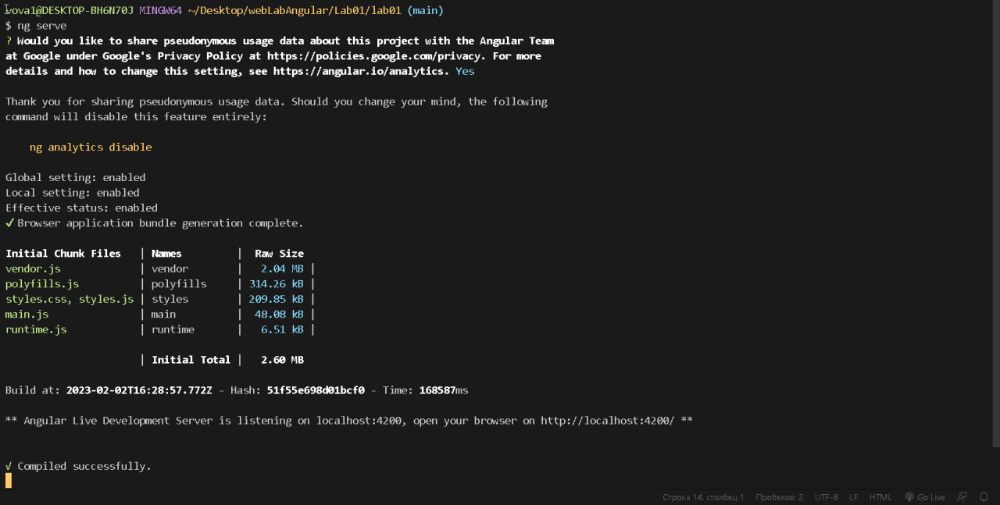 vova1@DESKTOP-BH6N70J MINGW64 ~/Desktop/webLabAngular/Lab01/lab01 (main)
$ ng serve
? Would you like to share pseudonymous usage data about this project with the Angular Team
at Google under Google's Privacy Policy at https://policies.google.com/privacy. For more
details and how to change this setting, see https://angular.io/analytics. Yes
Thank you for sharing pseudonymous usage data. Should you change your mind, the following
command will disable this feature entirely:
ng analytics disable
Global setting: enabled
Local setting: enabled
Effective status: enabled
✓ Browser application bundle generation complete.
Initial Chunk Files | Names | Raw Size
vendor.js | vendor | 2.04 MB |
polyfills.js | polyfills | 314.26 kB |
styles.css, styles.js | styles | 209.85 kB |
main.js | main | 48.08 kB |
runtime.js | runtime | 6.51 kB |
| Initial Total | 2.60 MB
Build at: 2023-02-02T16:28:57.772Z - Hash: 51f55e698d01bcf0 - Time: 168587ms
** Angular Live Development Server is listening on localhost:4200, open your browser on http://localhost:4200/ **
√ Compiled successfully.
Строка 14, столбец 1 Пробелов: 2 UTF-8 LF HTML Go Live